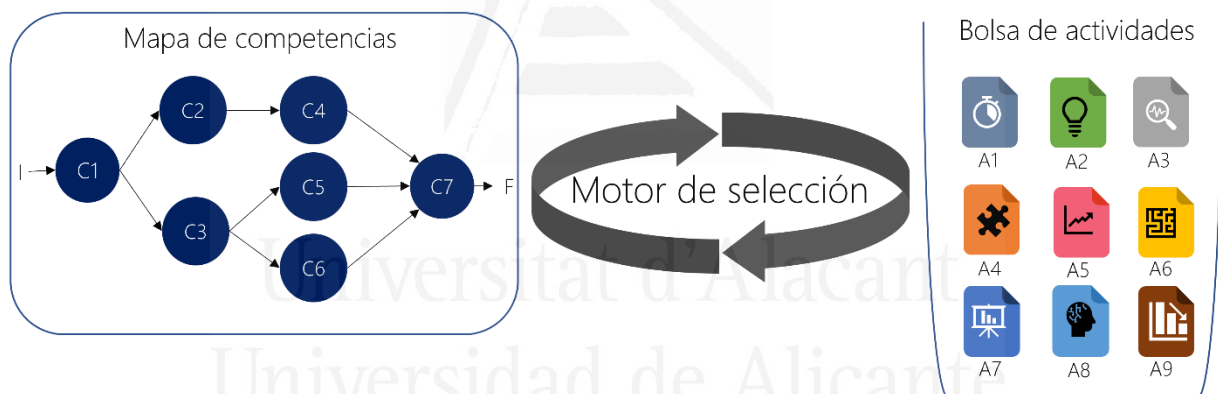 Mapa de competencias
Bolsa de actividades
C2
C4
I
C1
C5
C7
F
C3
C6
Motor de selección
A1
A2
A3
A4
A5
A6
A7
A8
A9
Universitat d'Alacant
Universidad de Alicante